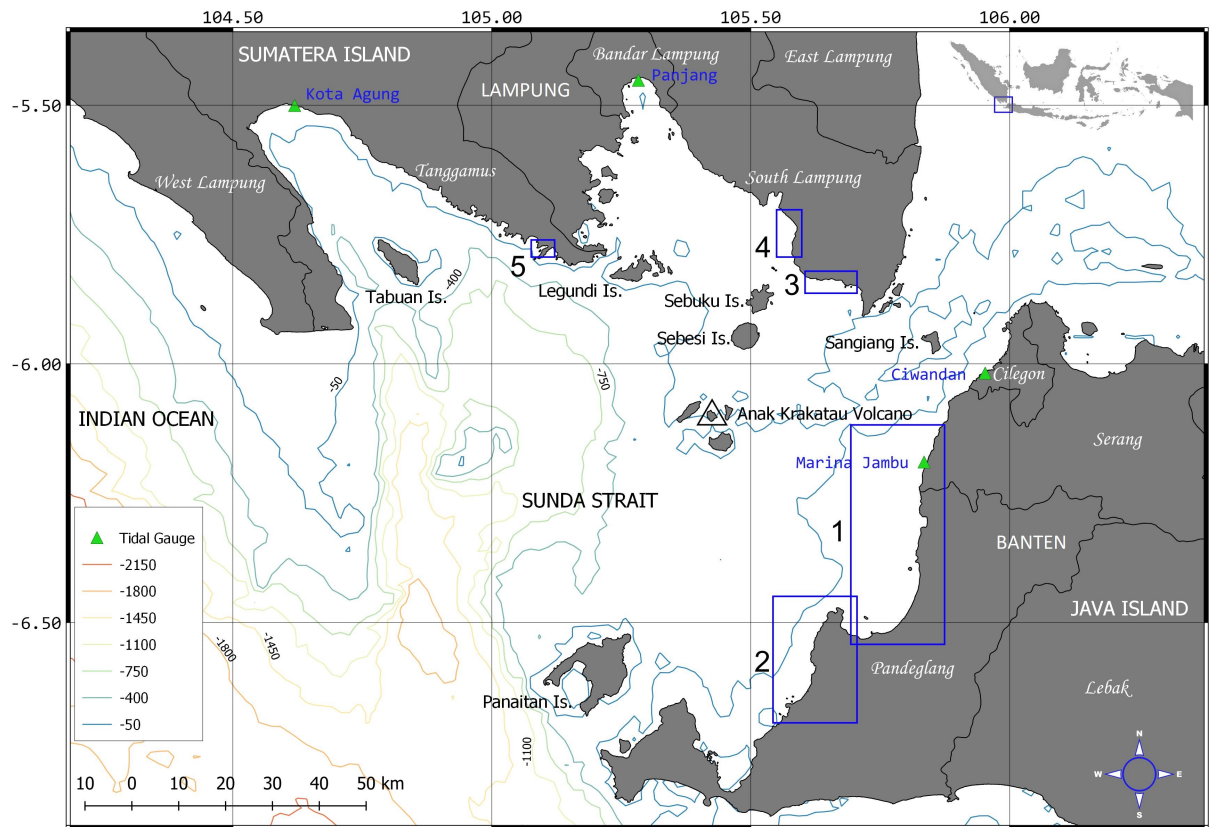 104.50 105.00 105.50 106.00
SUMATERA ISLAND
Bandar Lampung
East Lampung
Kota Agung
LAMPUNG
Panjang
-5.50
West Lampung
Tanggamus
South Lampung
4
5
3
Tabuan Is.
-400
Legundi Is.
Sebuku Is.
Sebesi Is.
Sangiang Is.
-6.00
-50
-750
Ciwandan
Cilegon
INDIAN OCEAN
Anak Krakatau Volcano
Serang
Marina Jambu
SUNDA STRAIT
1
BANTEN
Tidal Gauge
-2150
-1800
-1450
-1100
-750
-400
-50
JAVA ISLAND
-6.50
-1800
-1450
2
Pandeglang
Lebak
Panaitan Is.
-1100
N
W E
S
10 0 10 20 30 40 50 km